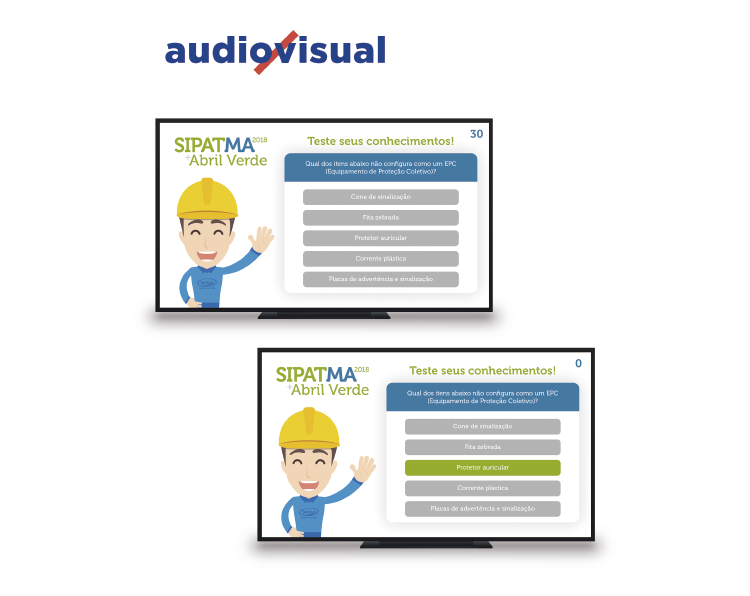 audiovisual
30
SIPATMA 2018
+Abril Verde
Teste seus conhecimentos!
Qual dos itens abaixo não configura como um EPC
(Equipamento de Proteção Coletivo)?
Cone de sinalização
Fita zebrada
Protetor auricular
Corrente plástica
Placas de advertência e sinalização
0
SIPATMA 2018
+Abril Verde
Teste seus conhecimentos!
Qual dos itens abaixo não configura como um EPC
(Equipamento de Proteção Coletivo)?
Cone de sinalização
Fita zebrada
Protetor auricular
Corrente plástica
Placas de advertência e sinalização